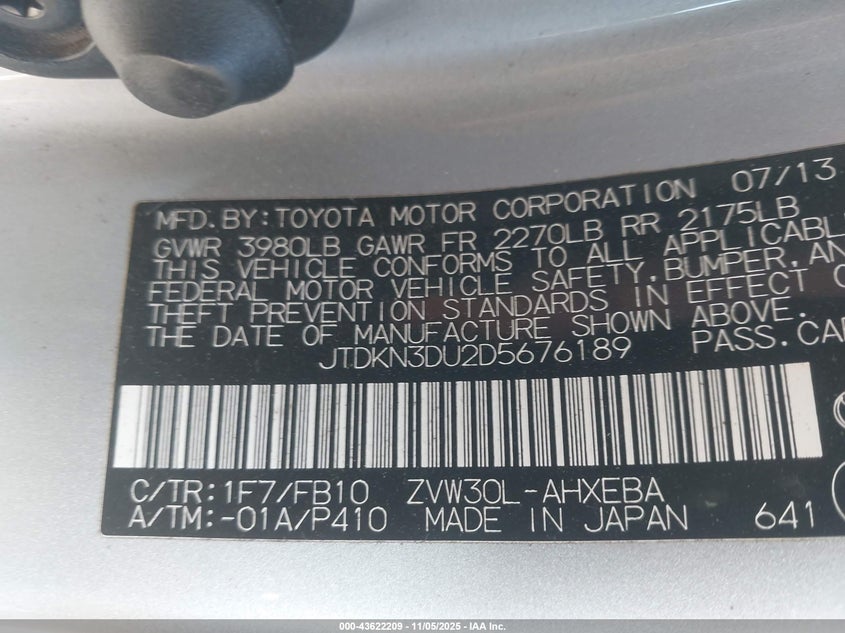 MFD. BY: TOYOTA MOTOR CORPORATION 07/13
GVWR 3980LB GAWR FR 2270LB RR 2175LB
THIS VEHICLE CONFORMS TO ALL APPLICABL
FEDERAL MOTOR VEHICLE SAFETY, BUMPER, AN
THEFT PREVENTION STANDARDS IN EFFECT O
THE DATE OF MANUFACTURE SHOWN ABOVE.
JTDKN3DU2D5676189 PASS. CAR
C/TR: 1F7/FB10 ZVW30L-AHXEBA
A/TM: -01A/P410 MADE IN JAPAN 641
000-43622209 - 11/05/2025 - IAA Inc.